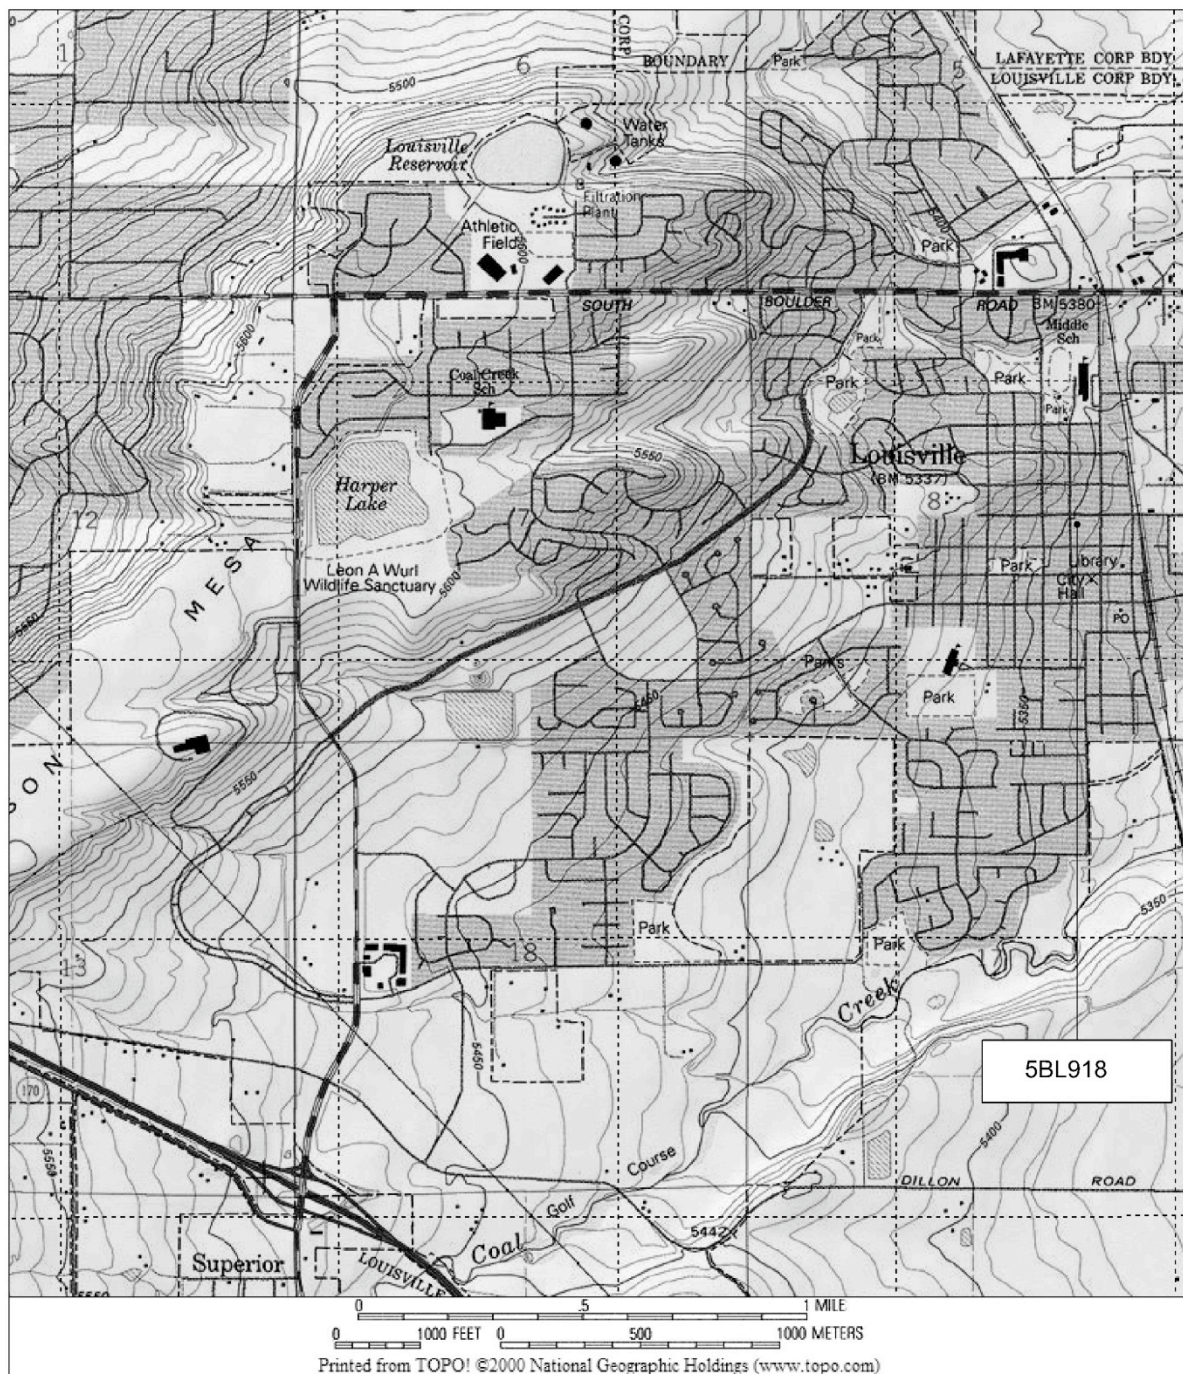 CORP
BOUNDARY
Park
LAFAYETTE CORP BDY
LOUISVILLE CORP BDY
6
5
5500
Louisville
Reservoir
Water
Tanks
Filtration
Plant
Athletic
Field
5400
Park
SOUTH
BOULDER
ROAD
BM 5380
Middle
Sch
5600
Park
Coal Creek
Sch
Park
Park
Park
5550
Louisville
(BM 5337)
8
Harper
Lake
12
MESA
Leon A Wurl
Wildlife Sanctuary
5600
Park
Library
City
Hall
PO
5550
Parks
Park
5450
5350
ON
5550
Park
Park
5350
18
13
Creek
5450
5BL918
170
5550
5400
Course
Golf
DILLON
ROAD
5442
Coal
Superior
LOUISVILLE
0 .5 1 MILE
0 1000 FEET 0 500 1000 METERS
Printed from TOPO! ©2000 National Geographic Holdings (www.topo.com)